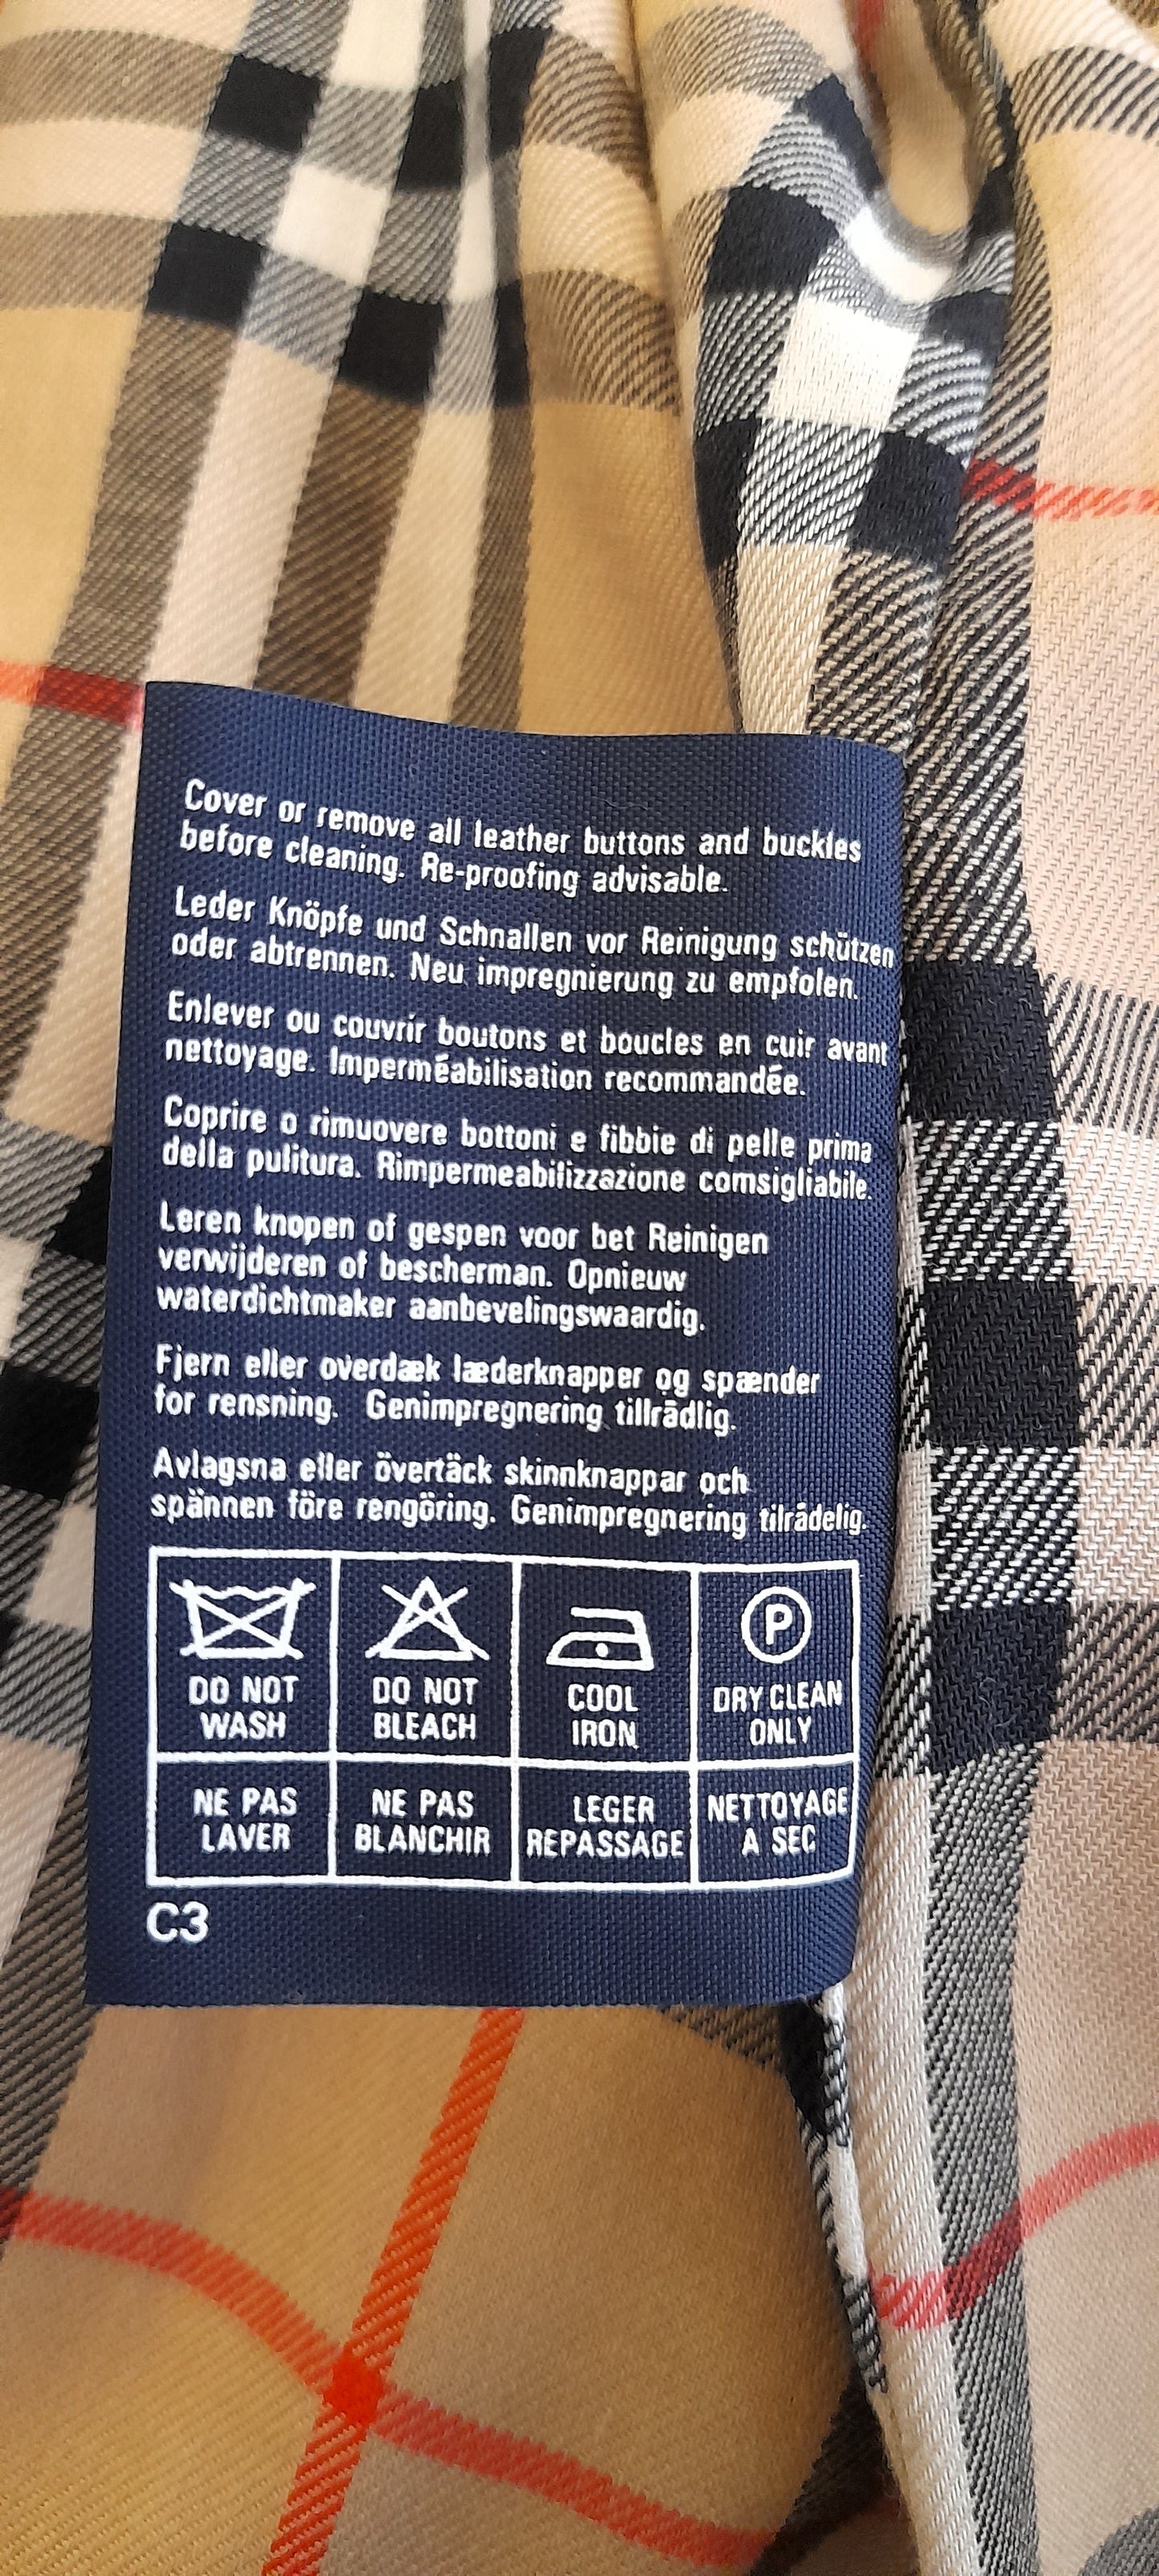 Cover or remove all leather buttons and buckles
before cleaning. Re-proofing advisable.
Leder Knöpfe und Schnallen vor Reinigung schützen
oder abtrennen. Neu impregnierung zu empfolen.
Enlever ou couvrir boutons et boucles en cuir avant
nettoyage. Imperméabilisation recommandée.
Coprire o rimuovere bottoni e fibbie di pelle prima
della pulitura. Rimpermeabilizzazione comsigliabile.
Leren knopen of gespen voor bet Reinigen
verwijderen of bescherman. Opnieuw
waterdichtmaker aanbevelingswaardig.
Fjern eller overdæk læderknapper og spænder
for rensning. Genimpregnering tillrādlig.
Avlagsna eller övertäck skinnknappar och
spännen före rengöring. Genimpregnering tilrādelig.
DO NOT
WASH
DO NOT
BLEACH
COOL
IRON
P
DRY CLEAN
ONLY
NE PAS
LAVER
NE PAS
BLANCHIR
LEGER
REPASSAGE
NETTOYAGE
A SEC
C3